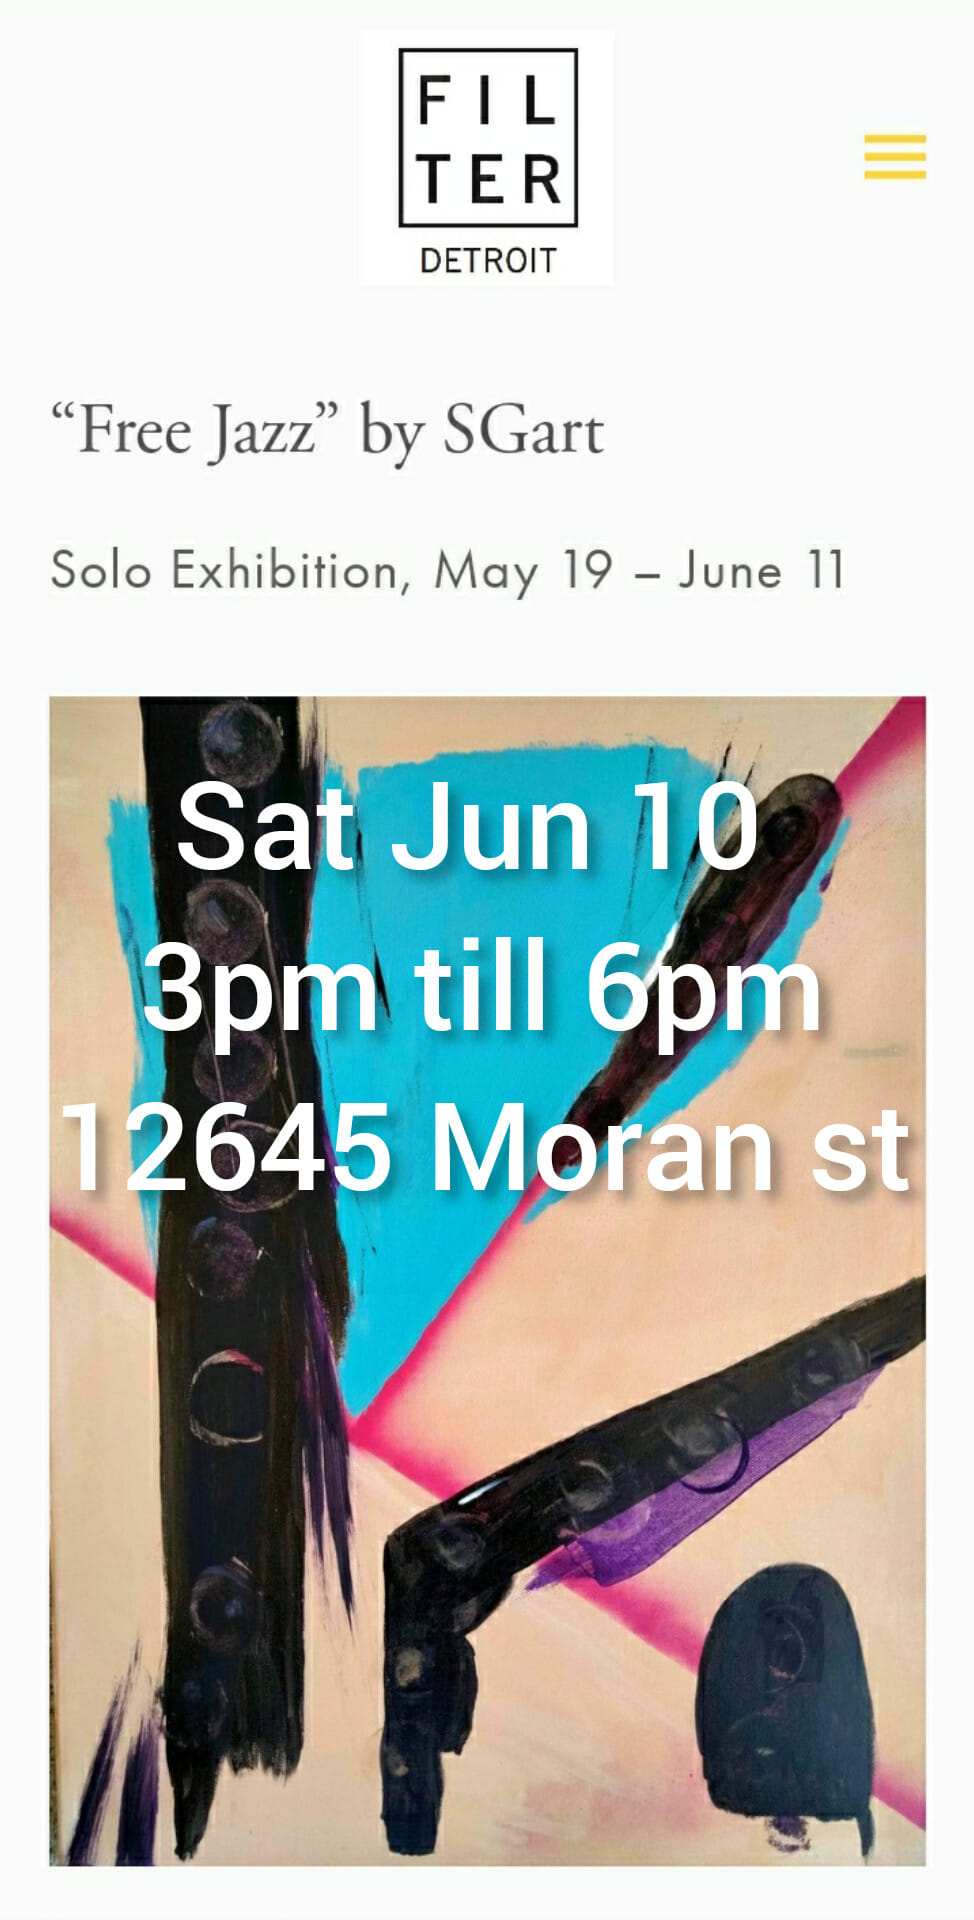 FIL
TER
DETROIT
“Free Jazz” by SGart
Solo Exhibition, May 19 – June 11
Sat Jun 10
3pm till 6pm
12645 Moran st